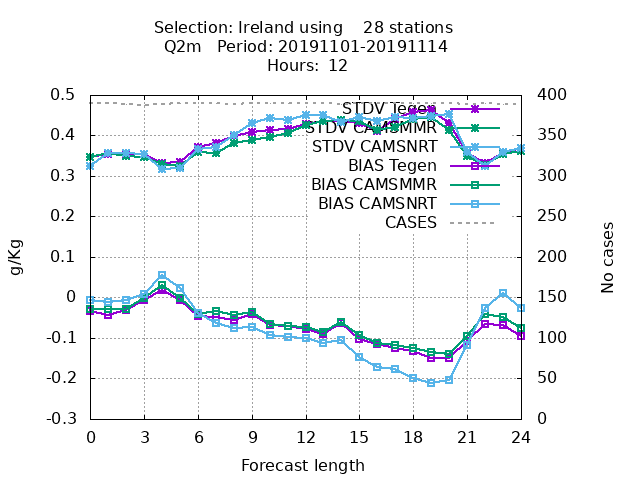 Selection: Ireland using    28 stations
Q2m   Period: 20191101-20191114
Hours:  12
0.5
0.4
0.3
0.2
0.1
0
-0.1
-0.2
-0.3
400
350
300
250
200
150
100
50
0
0 3 6 9 12 15 18 21 24
g/Kg
No cases
Forecast length
STDV Tegen
STDV CAMSMMR
STDV CAMSNRT
BIAS Tegen
BIAS CAMSMMR
BIAS CAMSNRT
CASES